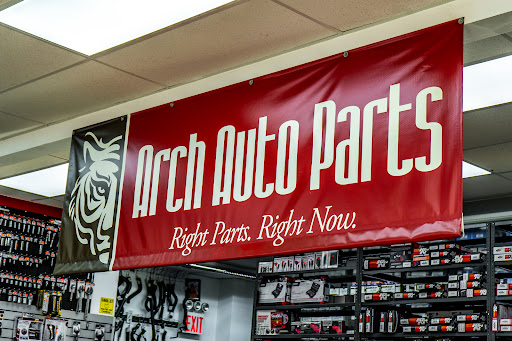 Arch Auto Parts
Right Parts. Right Now.
EXIT